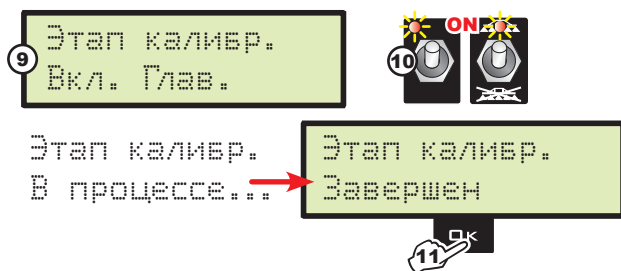 9
Этап калибр.
Вкл. Глав.
10
ON
Этап калибр.
В процессе...
Этап калибр.
Завершен
Ок
11